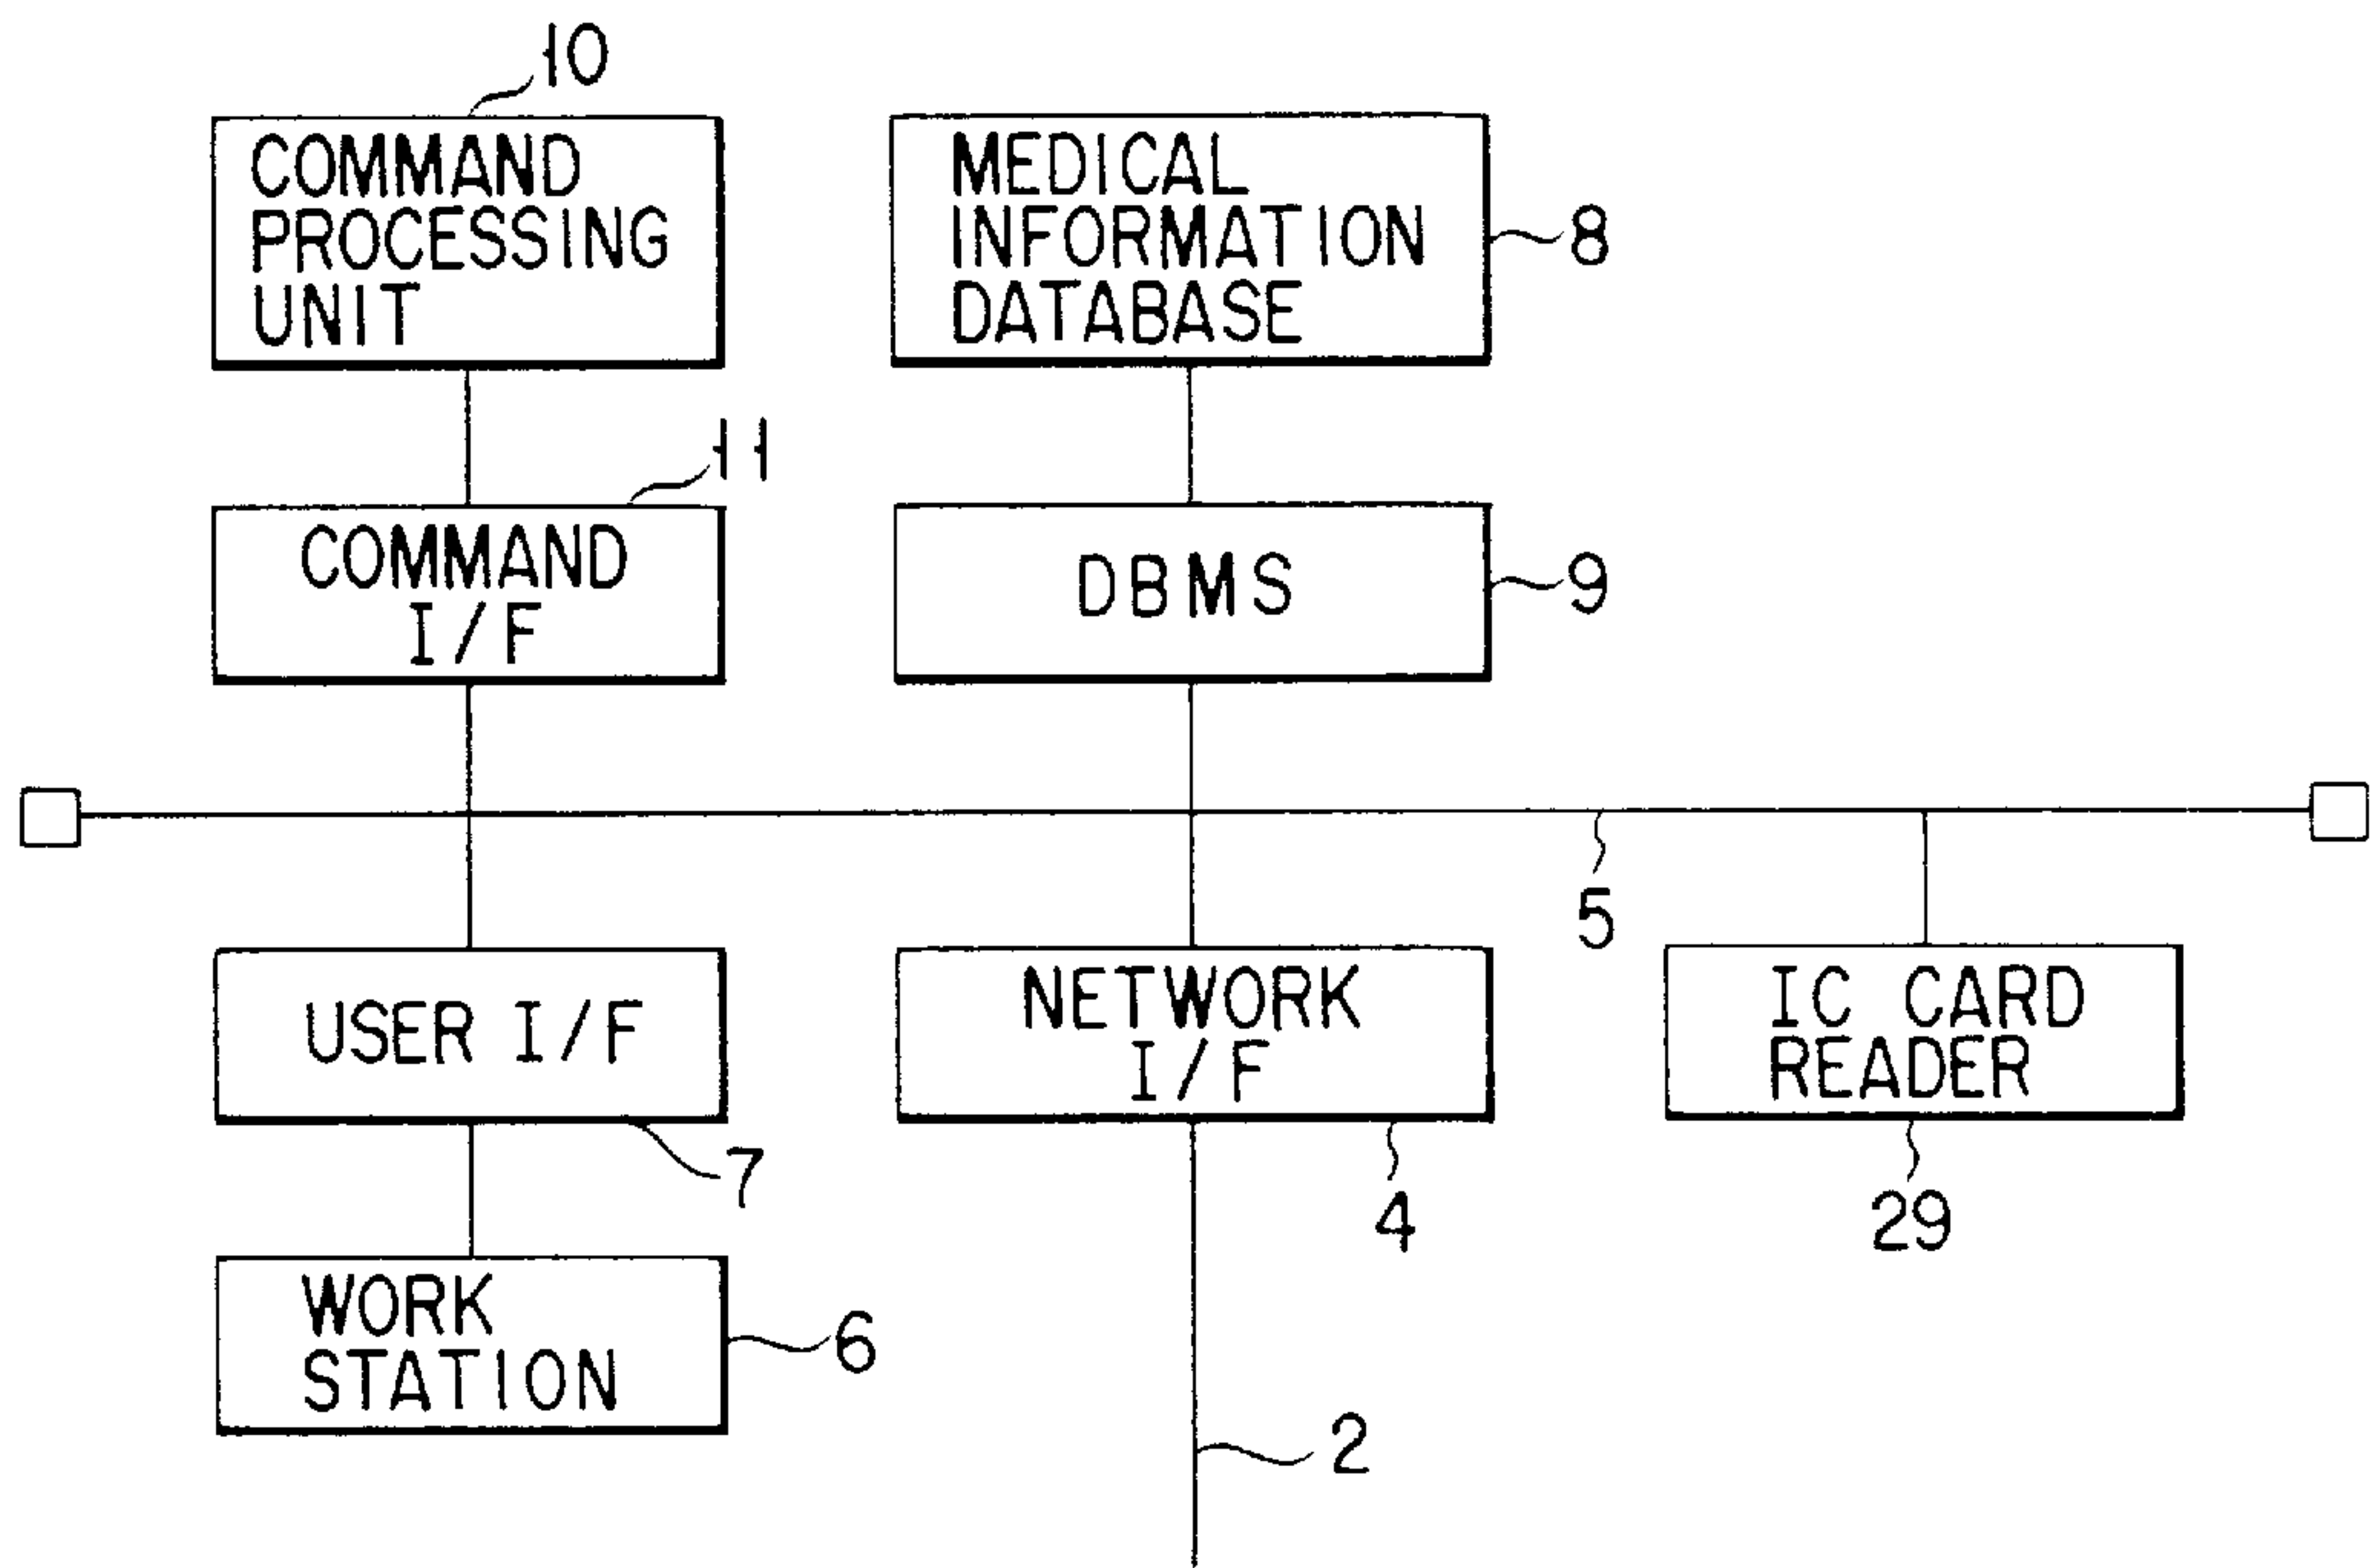 10
COMMAND
PROCESSING
UNIT
MEDICAL
INFORMATION
DATABASE
8
11
COMMAND
I/F
DBMS
9
5
USER I/F
7
NETWORK
I/F
4
IC CARD
READER
29
WORK
STATION
6
2